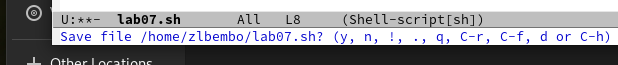 U:**-  lab07.sh       All   L8     (Shell-script[sh])
Save file /home/zlbembo/lab07.sh? (y, n, !, ., q, C-r, C-f, d or C-h)
Other Locations